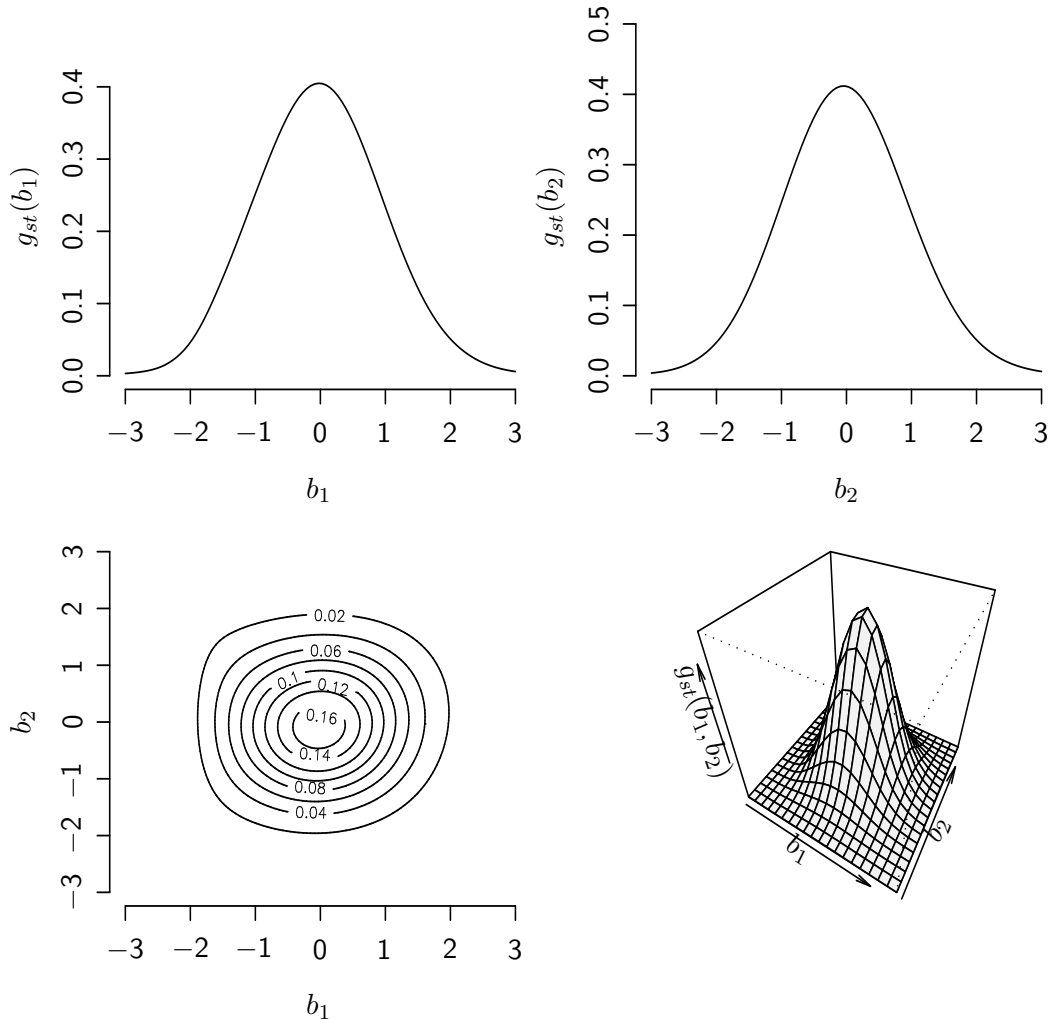 0.0 0.1 0.2 0.3 0.4
g_st(b_1)
−3 −2 −1 0 1 2 3
b_1
0.0 0.1 0.2 0.3 0.4 0.5
g_st(b_2)
−3 −2 −1 0 1 2 3
b_2
−3 −2 −1 0 1 2 3
b_2
0.02
0.06
0.1
0.12
0.16
0.14
0.08
0.04
−3 −2 −1 0 1 2 3
b_1
g_st(b_1, b_2)
b_1
b_2